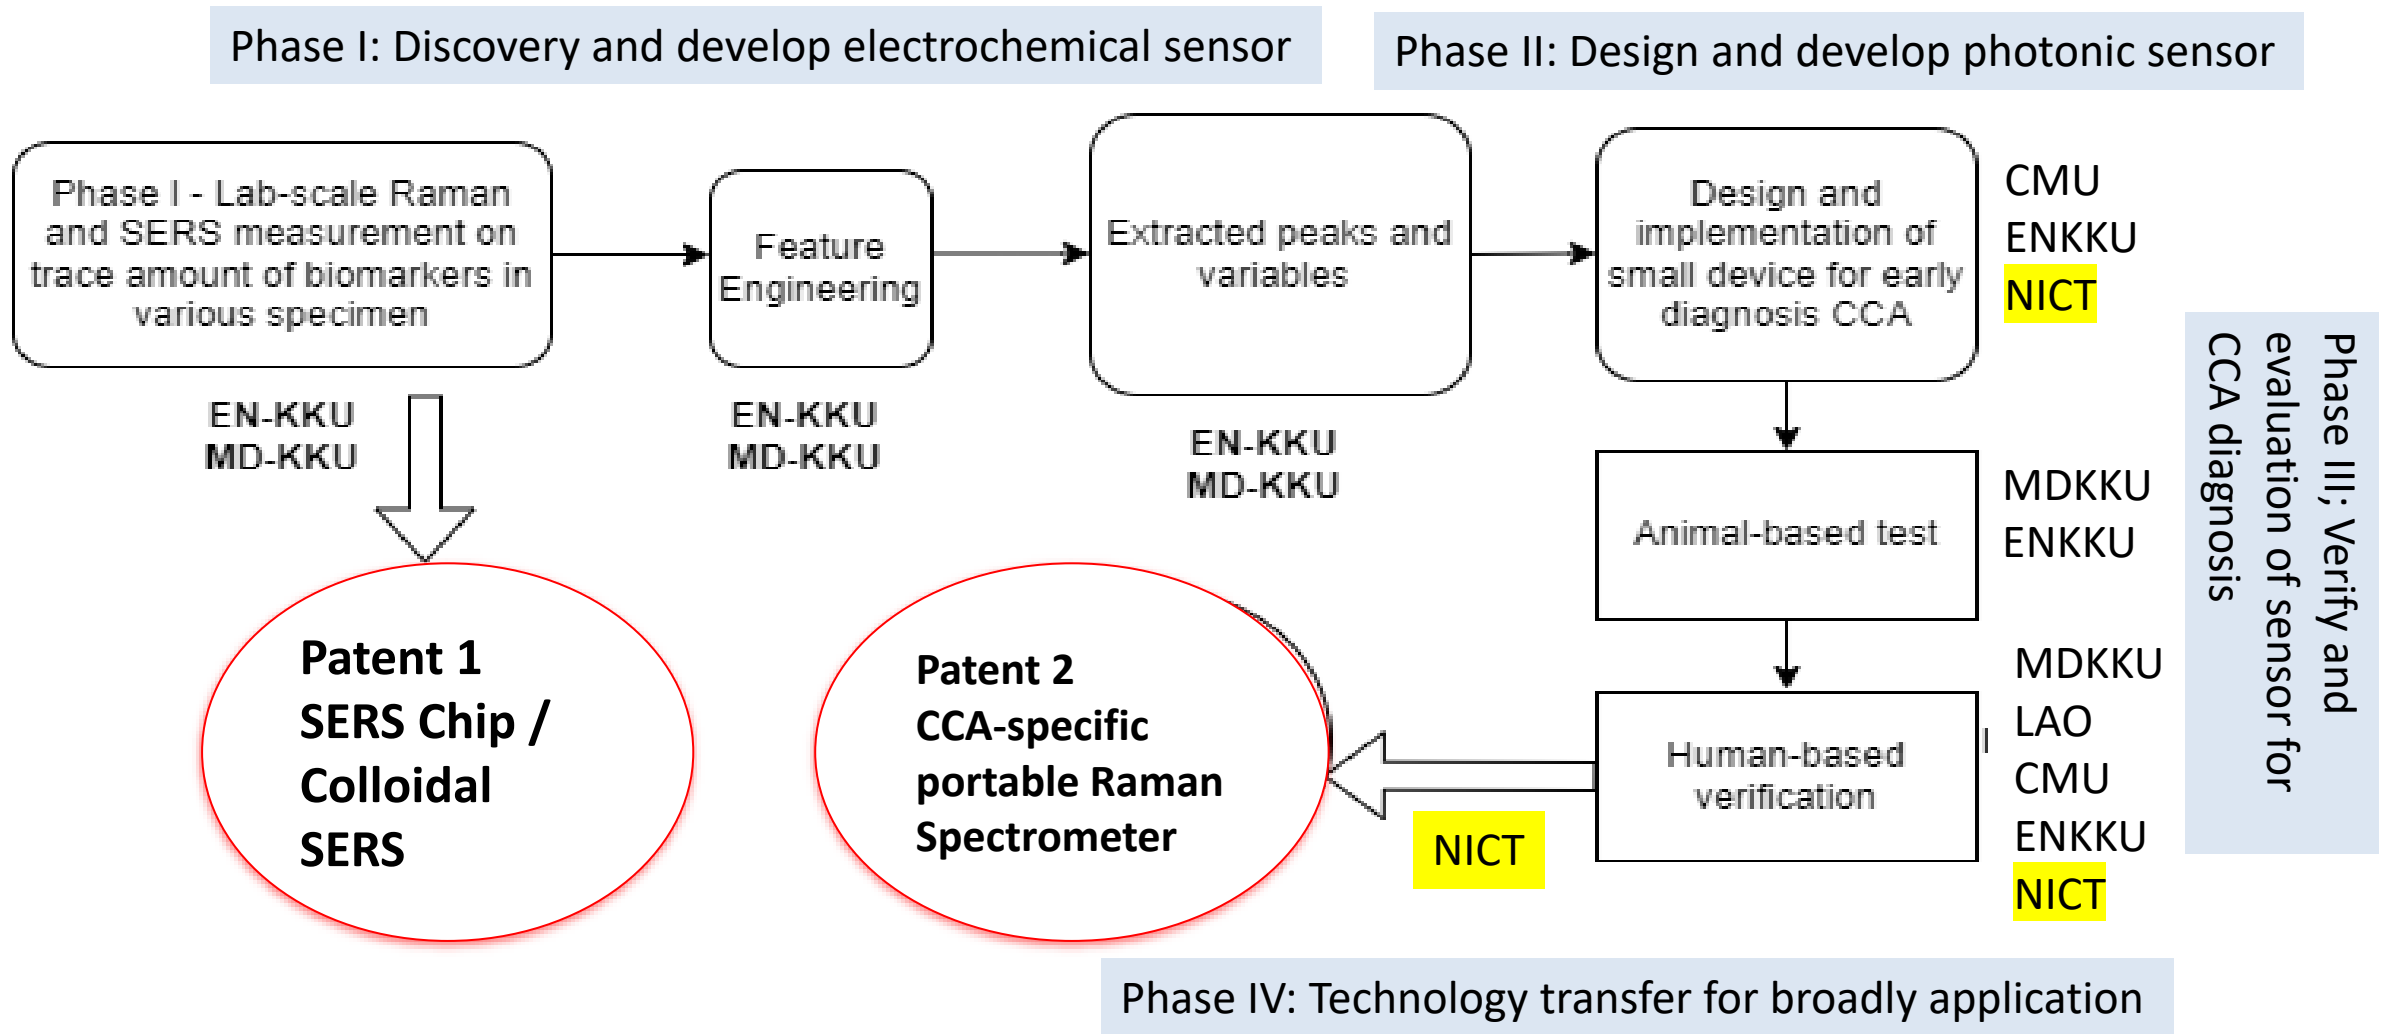 Phase I: Discovery and develop electrochemical sensor
Phase II: Design and develop photonic sensor
Phase I - Lab-scale Raman
and SERS measurement on
trace amount of biomarkers in
various specimen
EN-KKU
MD-KKU
Feature
Engineering
EN-KKU
MD-KKU
Extracted peaks and
variables
EN-KKU
MD-KKU
Design and
implementation of
small device for early
diagnosis CCA
CMU
ENKKU
NICT
Phase III; Verify and
evaluation of sensor for
CCA diagnosis
Animal-based test
MDKKU
ENKKU
Human-based
verification
MDKKU
LAO
CMU
ENKKU
NICT
NICT
Patent 1
SERS Chip /
Colloidal
SERS
Patent 2
CCA-specific
portable Raman
Spectrometer
Phase IV: Technology transfer for broadly application